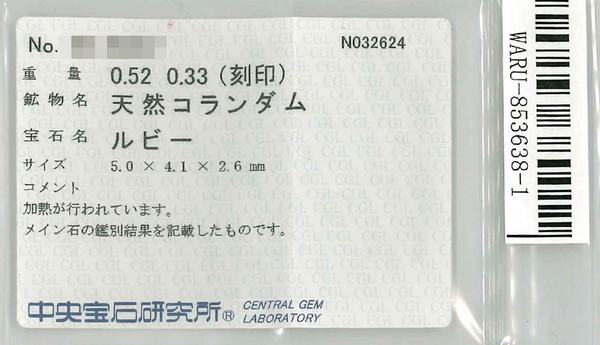 No.
N032624
重量 0.52 0.33 (刻印)
鉱物名 天然コランダム
宝石名 ルビー
サイズ 5.0 × 4.1 × 2.6 mm
コメント
加熱が行われています。
メイン石の鑑別結果を記載したものです。
中央宝石研究所® CENTRAL GEM
LABORATORY
WARU-853638-1